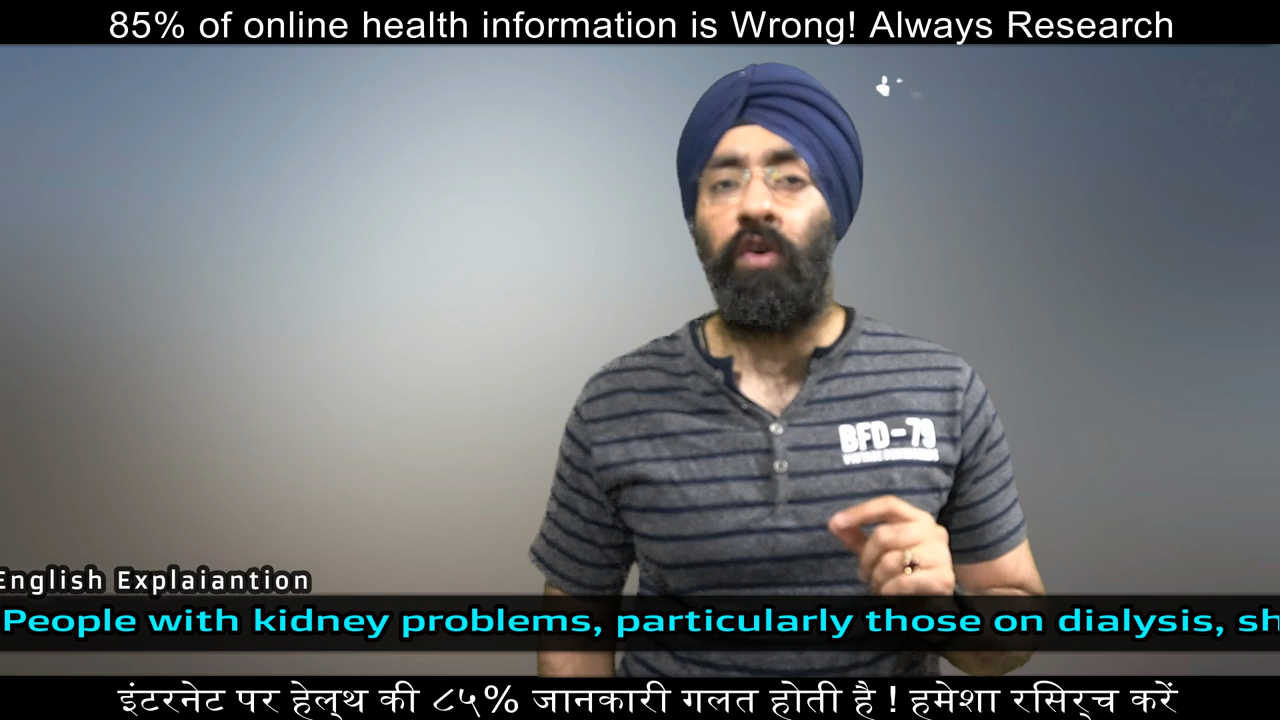 85% of online health information is Wrong! Always Research
BFD-79
English Explaiantion
People with kidney problems, particularly those on dialysis, sh
इंटरनेट पर हेल्थ की ८५% जानकारी गलत होती है ! हमेशा रसिर्च करें